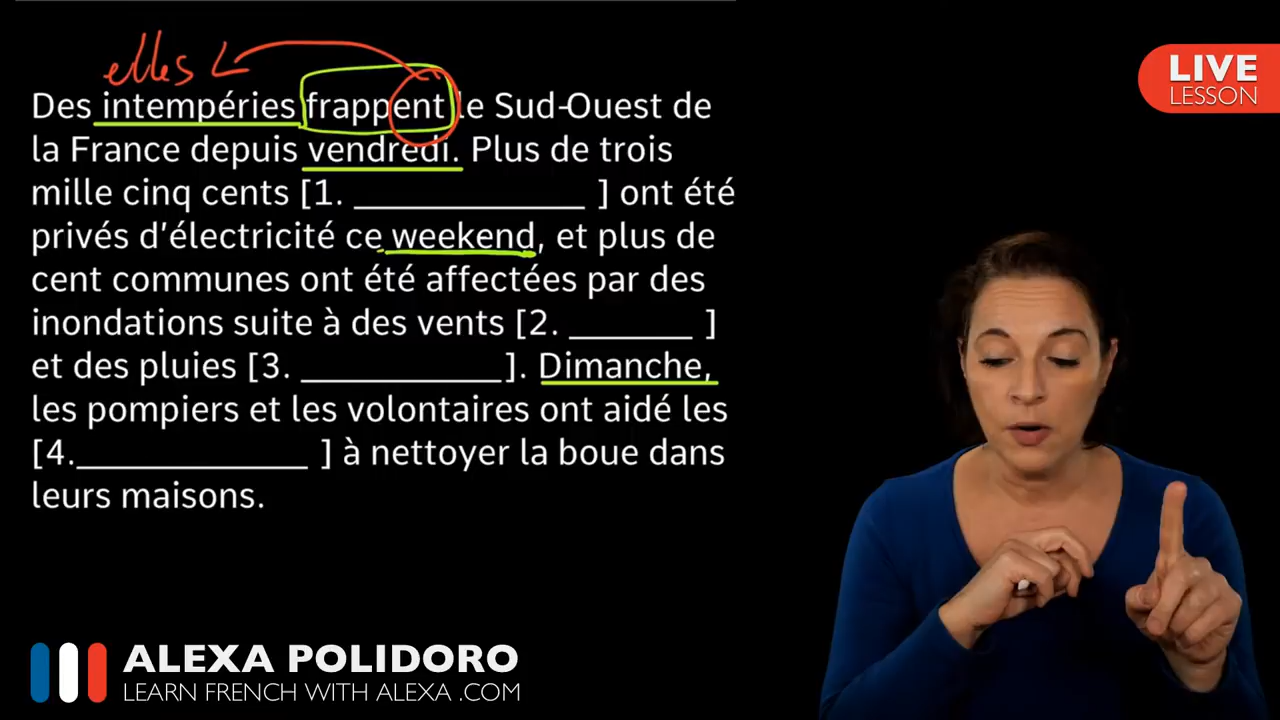 elles
Des intempéries frappent le Sud-Ouest de
la France depuis vendredi. Plus de trois
mille cinq cents [1. ____________ ] ont été
privés d’électricité ce weekend, et plus de
cent communes ont été affectées par des
inondations suite à des vents [2. ______ ]
et des pluies [3. __________]. Dimanche,
les pompiers et les volontaires ont aidé les
[4.____________ ] à nettoyer la boue dans
leurs maisons.
LIVE
LESSON
ALEXA POLIDORO
LEARN FRENCH WITH ALEXA .COM